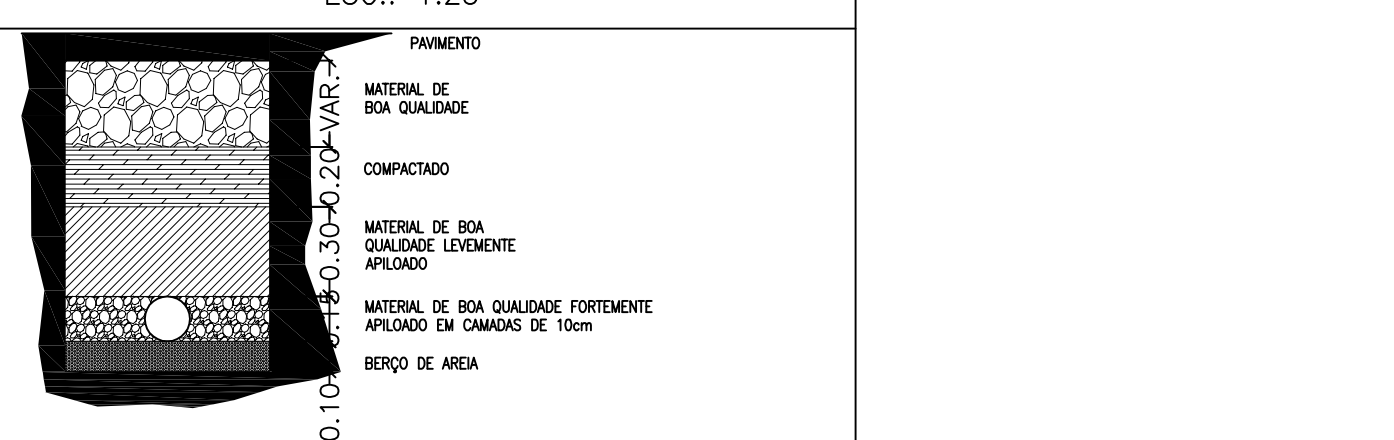 PAVIMENTO
MATERIAL DE
BOA QUALIDADE
VAR.
COMPACTADO
0.20
MATERIAL DE BOA
QUALIDADE LEVEMENTE
APILOADO
0.30
MATERIAL DE BOA QUALIDADE FORTEMENTE
APILOADO EM CAMADAS DE 10cm
BERÇO DE AREIA
0.10